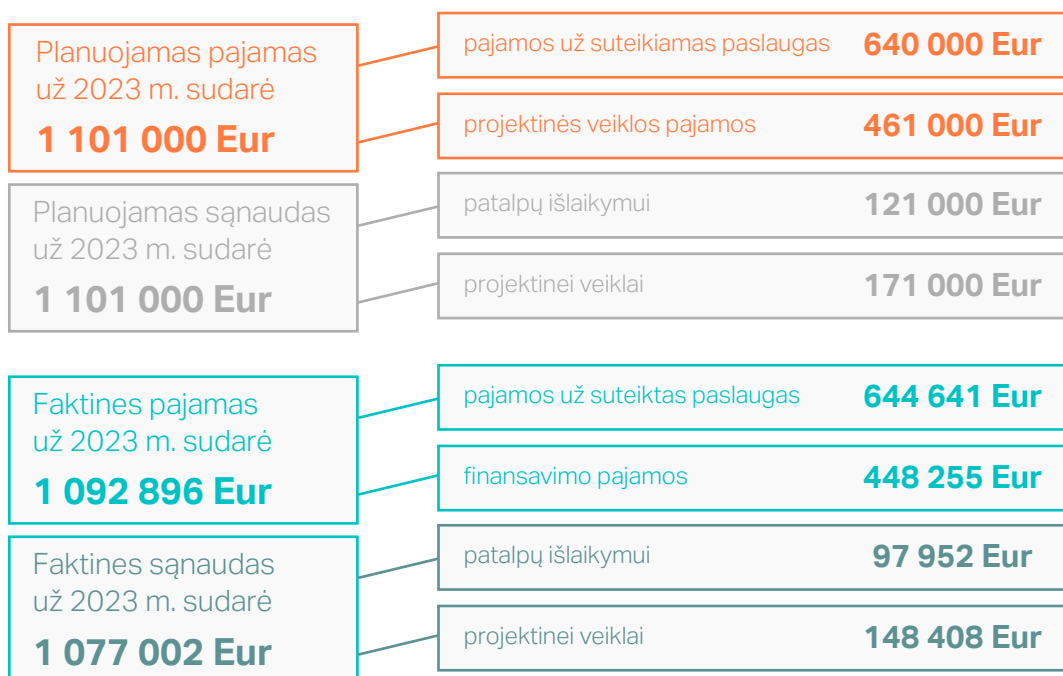 Planuojamas pajamas
už 2023 m. sudarė
1 101 000 Eur
pajamos už suteikiamas paslaugas 640 000 Eur
projektinės veiklos pajamos 461 000 Eur
Planuojamas sąnaudas
už 2023 m. sudarė
1 101 000 Eur
patalpų išlaikymui 121 000 Eur
projektinei veiklai 171 000 Eur
Faktines pajamas
už 2023 m. sudarė
1 092 896 Eur
pajamos už suteiktas paslaugas 644 641 Eur
finansavimo pajamos 448 255 Eur
Faktines sąnaudas
už 2023 m. sudarė
1 077 002 Eur
patalpų išlaikymui 97 952 Eur
projektinei veiklai 148 408 Eur